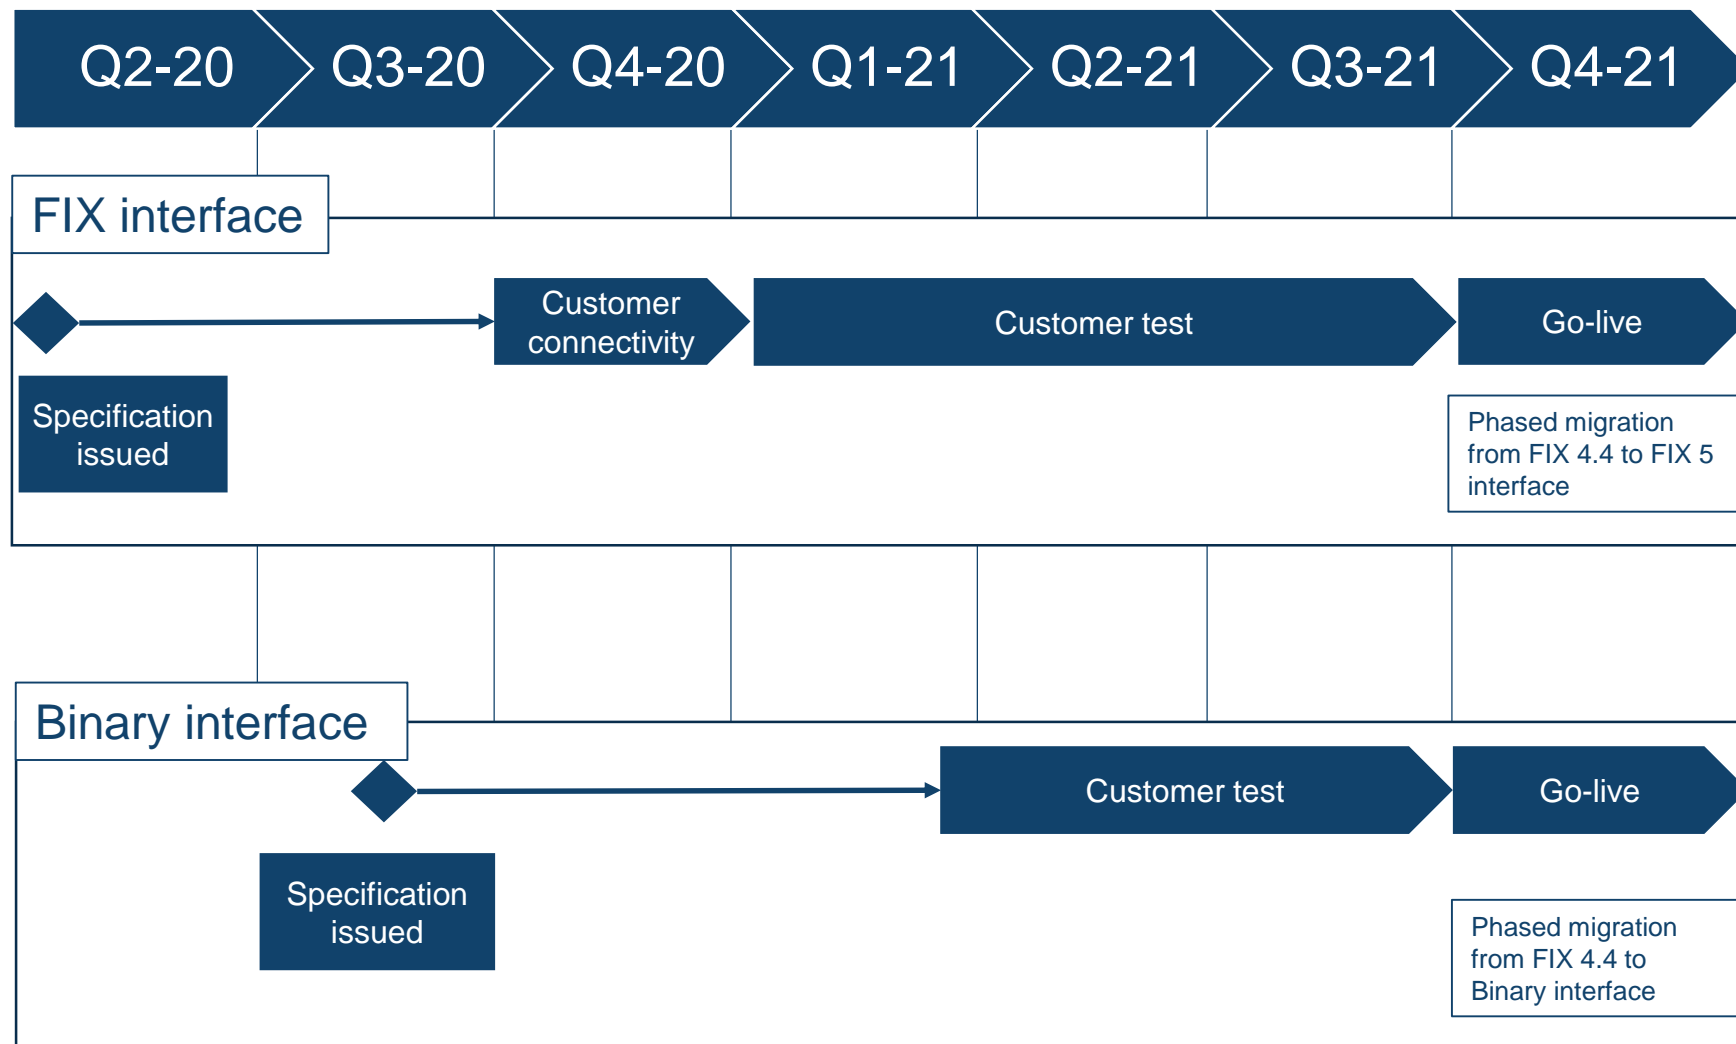 Q2-20
Q3-20
Q4-20
Q1-21
Q2-21
Q3-21
Q4-21
FIX interface
Customer
connectivity
Customer test
Go-live
Specification
issued
Phased migration
from FIX 4.4 to FIX 5
interface
Binary interface
Customer test
Go-live
Specification
issued
Phased migration
from FIX 4.4 to
Binary interface